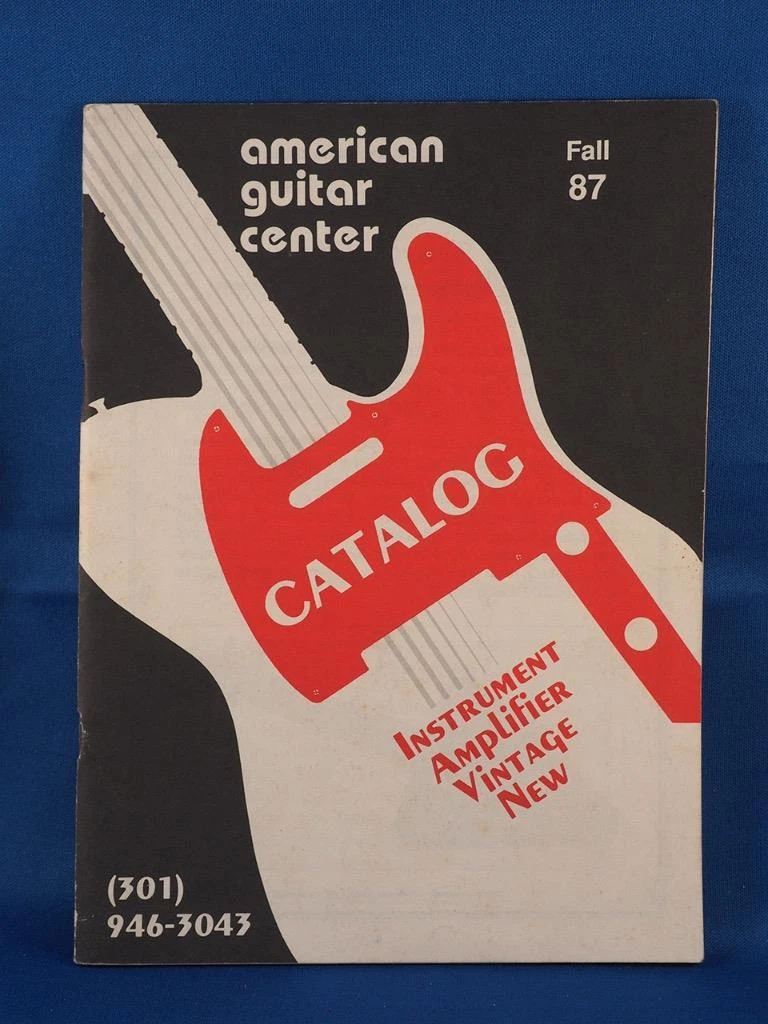 american
guitar
center
Fall
87
CATALOG
INSTRUMENT
AMPlifiER
VINTAGE
NEW
(301)
946-3043